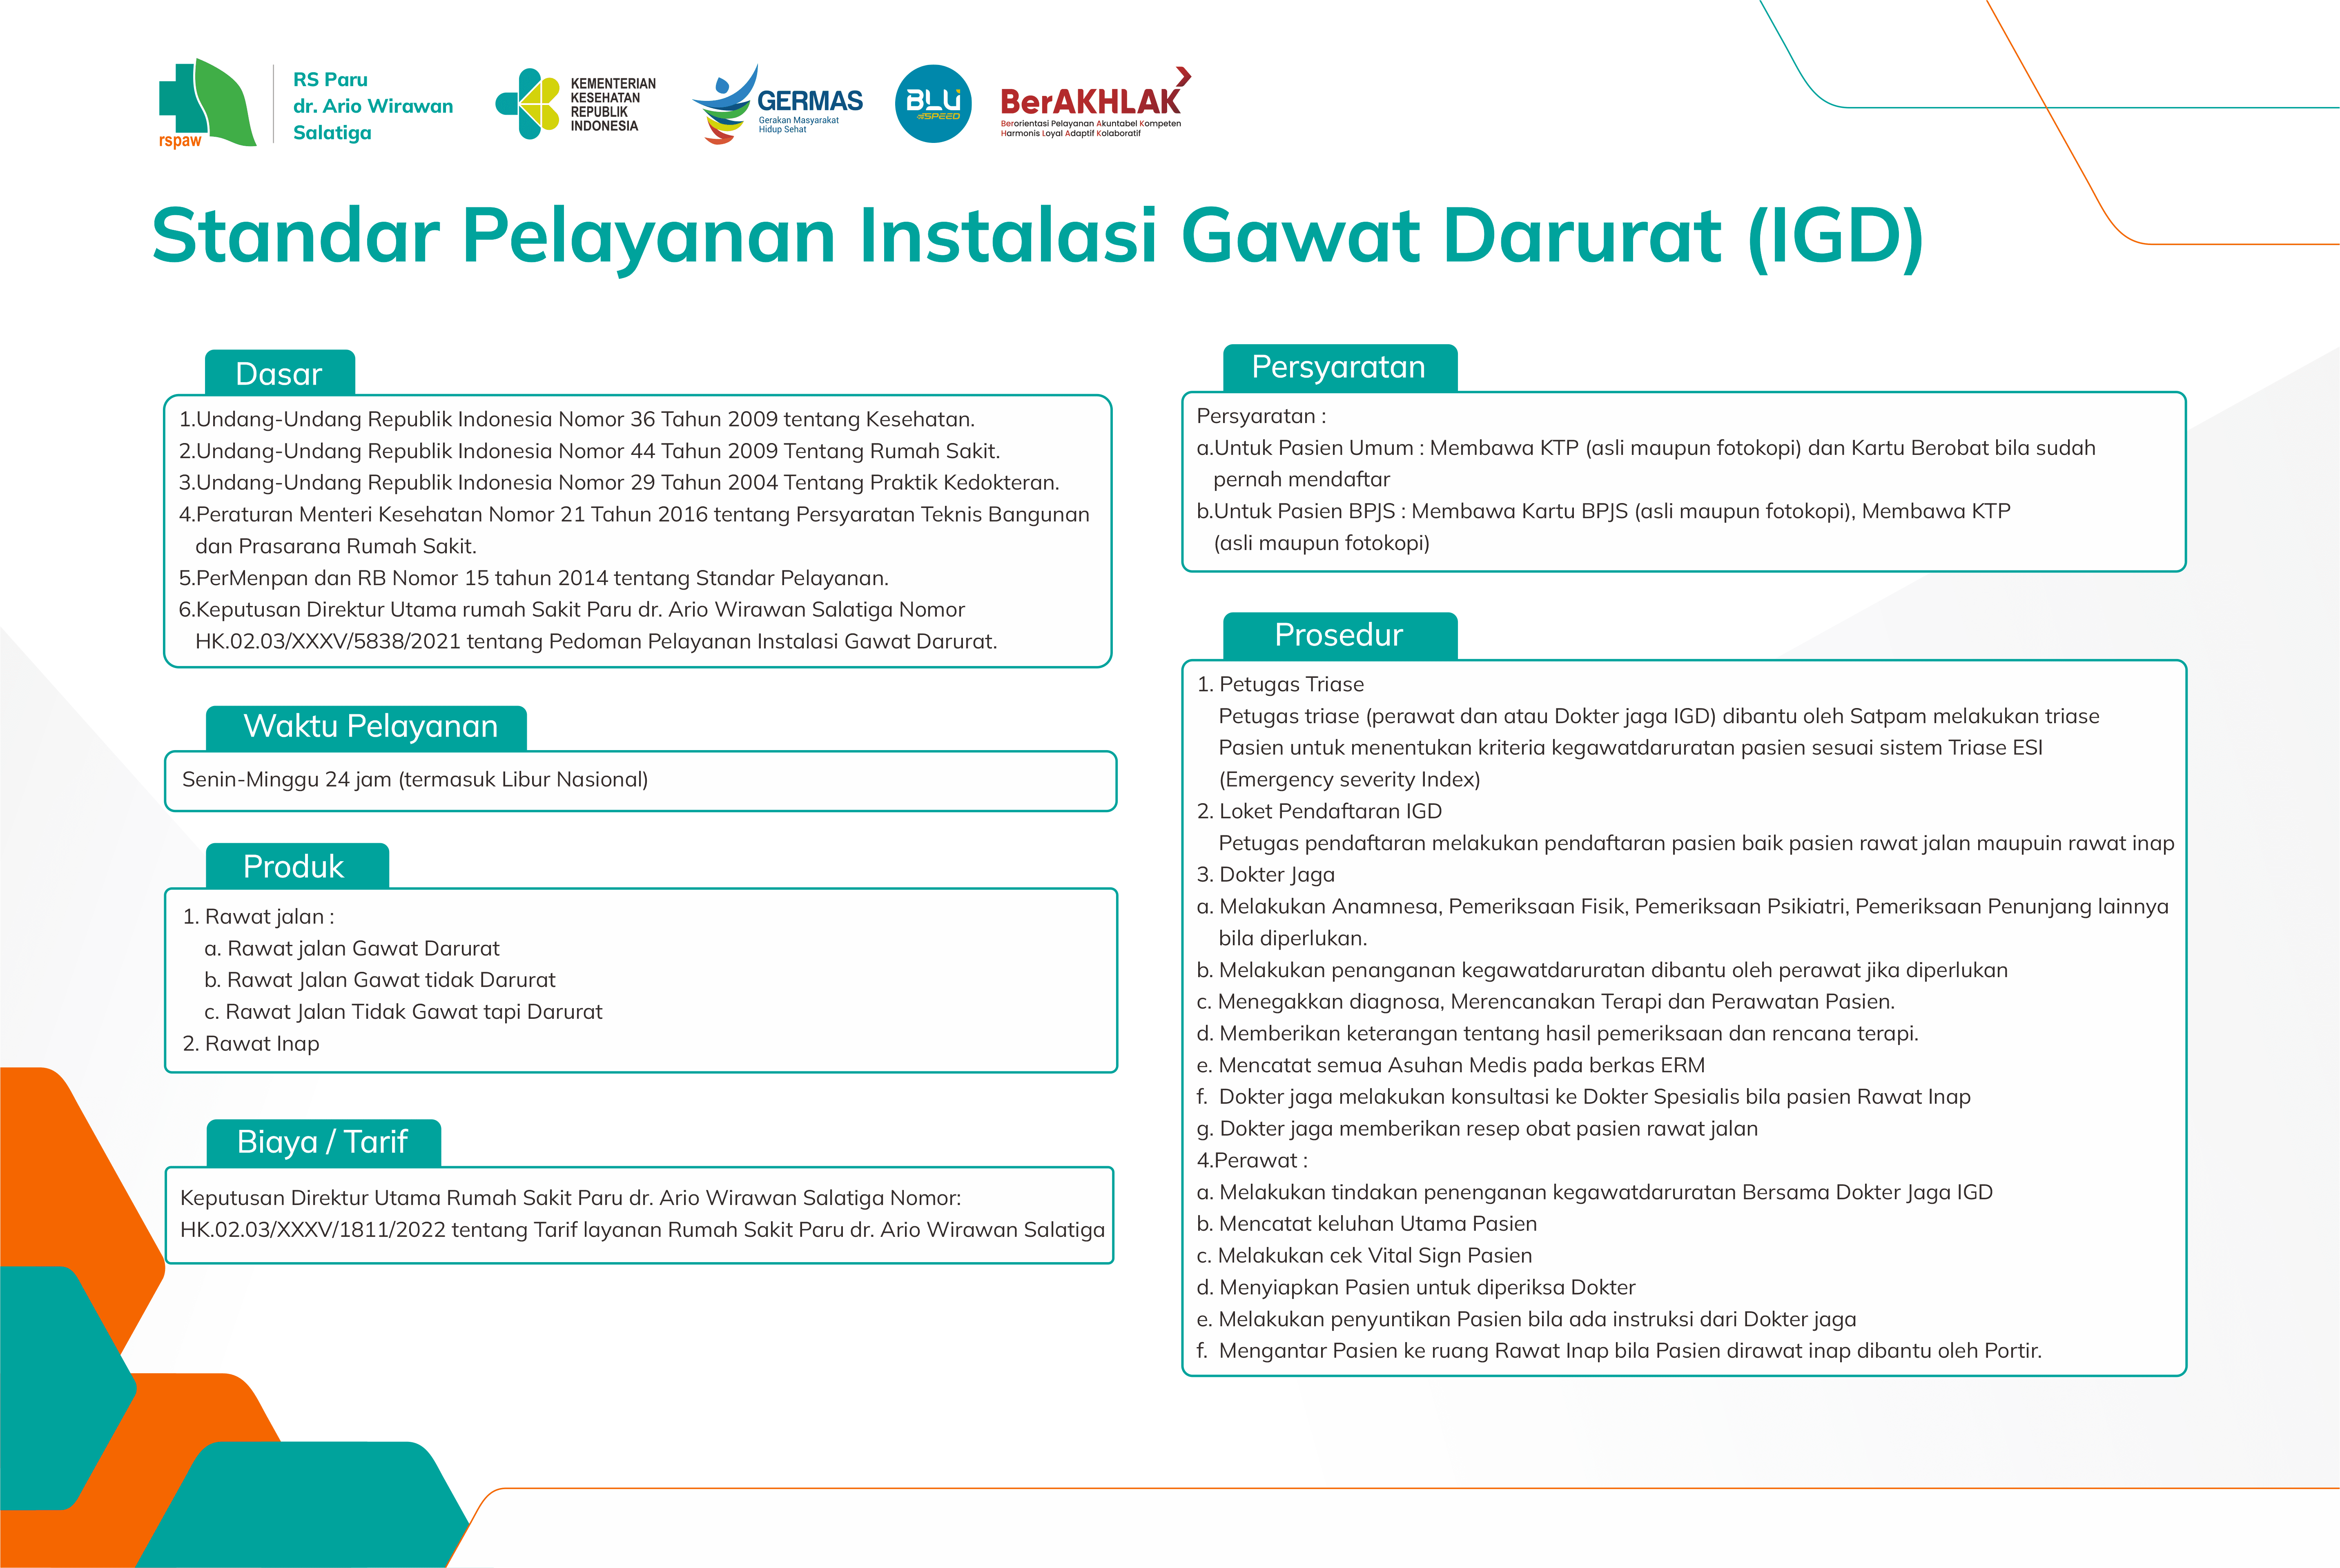 RS Paru
dr. Ario Wirawan
Salatiga
rspaw
KEMENTERIAN
KESEHATAN
REPUBLIK
INDONESIA
GERMAS
Gerakan Masyarakat
Hidup Sehat
BLU
SPEED
BerAKHLAK
Berorientasi Pelayanan Akuntabel Kompeten
Harmonis Loyal Adaptif Kolaboratif
Standar Pelayanan Instalasi Gawat Darurat (IGD)
Dasar
1.Undang-Undang Republik Indonesia Nomor 36 Tahun 2009 tentang Kesehatan.
2.Undang-Undang Republik Indonesia Nomor 44 Tahun 2009 Tentang Rumah Sakit.
3.Undang-Undang Republik Indonesia Nomor 29 Tahun 2004 Tentang Praktik Kedokteran.
4.Peraturan Menteri Kesehatan Nomor 21 Tahun 2016 tentang Persyaratan Teknis Bangunan
dan Prasarana Rumah Sakit.
5.PerMenpan dan RB Nomor 15 tahun 2014 tentang Standar Pelayanan.
6.Keputusan Direktur Utama rumah Sakit Paru dr. Ario Wirawan Salatiga Nomor
HK.02.03/XXXV/5838/2021 tentang Pedoman Pelayanan Instalasi Gawat Darurat.
Waktu Pelayanan
Senin-Minggu 24 jam (termasuk Libur Nasional)
Produk
1. Rawat jalan :
a. Rawat jalan Gawat Darurat
b. Rawat Jalan Gawat tidak Darurat
c. Rawat Jalan Tidak Gawat tapi Darurat
2. Rawat Inap
Biaya / Tarif
Keputusan Direktur Utama Rumah Sakit Paru dr. Ario Wirawan Salatiga Nomor:
HK.02.03/XXXV/1811/2022 tentang Tarif layanan Rumah Sakit Paru dr. Ario Wirawan Salatiga
Persyaratan
Persyaratan :
a.Untuk Pasien Umum : Membawa KTP (asli maupun fotokopi) dan Kartu Berobat bila sudah
pernah mendaftar
b.Untuk Pasien BPJS : Membawa Kartu BPJS (asli maupun fotokopi), Membawa KTP
(asli maupun fotokopi)
Prosedur
1. Petugas Triase
Petugas triase (perawat dan atau Dokter jaga IGD) dibantu oleh Satpam melakukan triase
Pasien untuk menentukan kriteria kegawatdaruratan pasien sesuai sistem Triase ESI
(Emergency severity Index)
2. Loket Pendaftaran IGD
Petugas pendaftaran melakukan pendaftaran pasien baik pasien rawat jalan maupuin rawat inap
3. Dokter Jaga
a. Melakukan Anamnesa, Pemeriksaan Fisik, Pemeriksaan Psikiatri, Pemeriksaan Penunjang lainnya
bila diperlukan.
b. Melakukan penanganan kegawatdaruratan dibantu oleh perawat jika diperlukan
c. Menegakkan diagnosa, Merencanakan Terapi dan Perawatan Pasien.
d. Memberikan keterangan tentang hasil pemeriksaan dan rencana terapi.
e. Mencatat semua Asuhan Medis pada berkas ERM
f. Dokter jaga melakukan konsultasi ke Dokter Spesialis bila pasien Rawat Inap
g. Dokter jaga memberikan resep obat pasien rawat jalan
4.Perawat :
a. Melakukan tindakan penenganan kegawatdaruratan Bersama Dokter Jaga IGD
b. Mencatat keluhan Utama Pasien
c. Melakukan cek Vital Sign Pasien
d. Menyiapkan Pasien untuk diperiksa Dokter
e. Melakukan penyuntikan Pasien bila ada instruksi dari Dokter jaga
f. Mengantar Pasien ke ruang Rawat Inap bila Pasien dirawat inap dibantu oleh Portir.